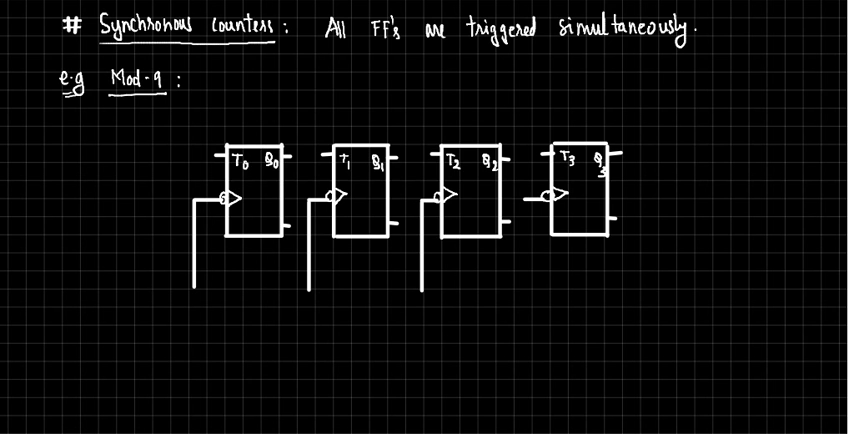 # Synchronous counters : All FF's are triggered simultaneously.
e.g Mod-9 :
T0 Q0 T1 Q1 T2 Q2 T3 Q3